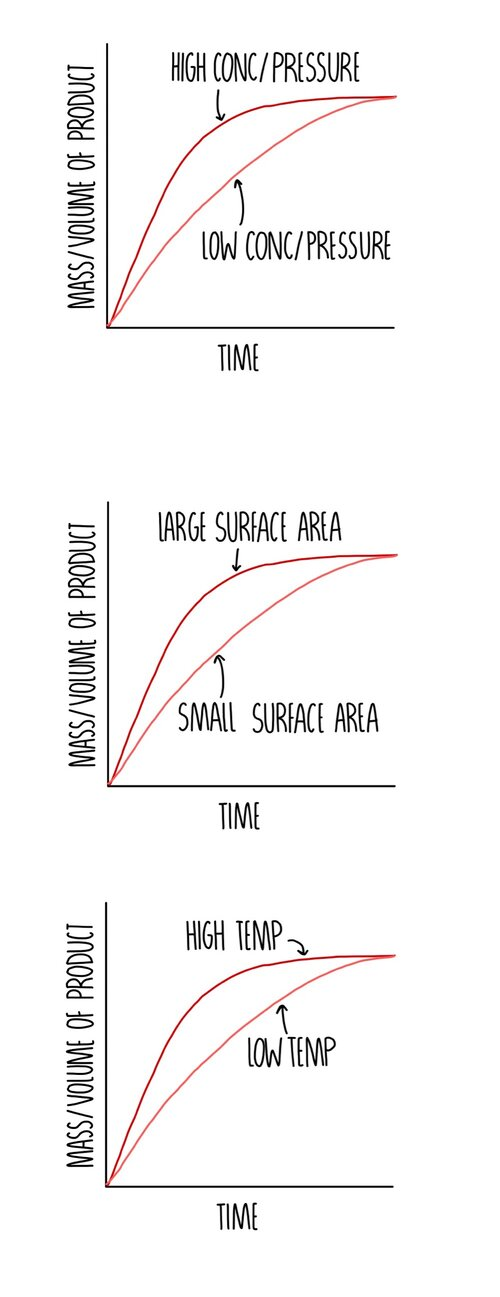 HIGH CONC/PRESSURE
MASS/VOLUME OF PRODUCT
LOW CONC/PRESSURE
TIME
LARGE SURFACE AREA
MASS/VOLUME OF PRODUCT
SMALL SURFACE AREA
TIME
HIGH TEMP
MASS/VOLUME OF PRODUCT
LOW TEMP
TIME